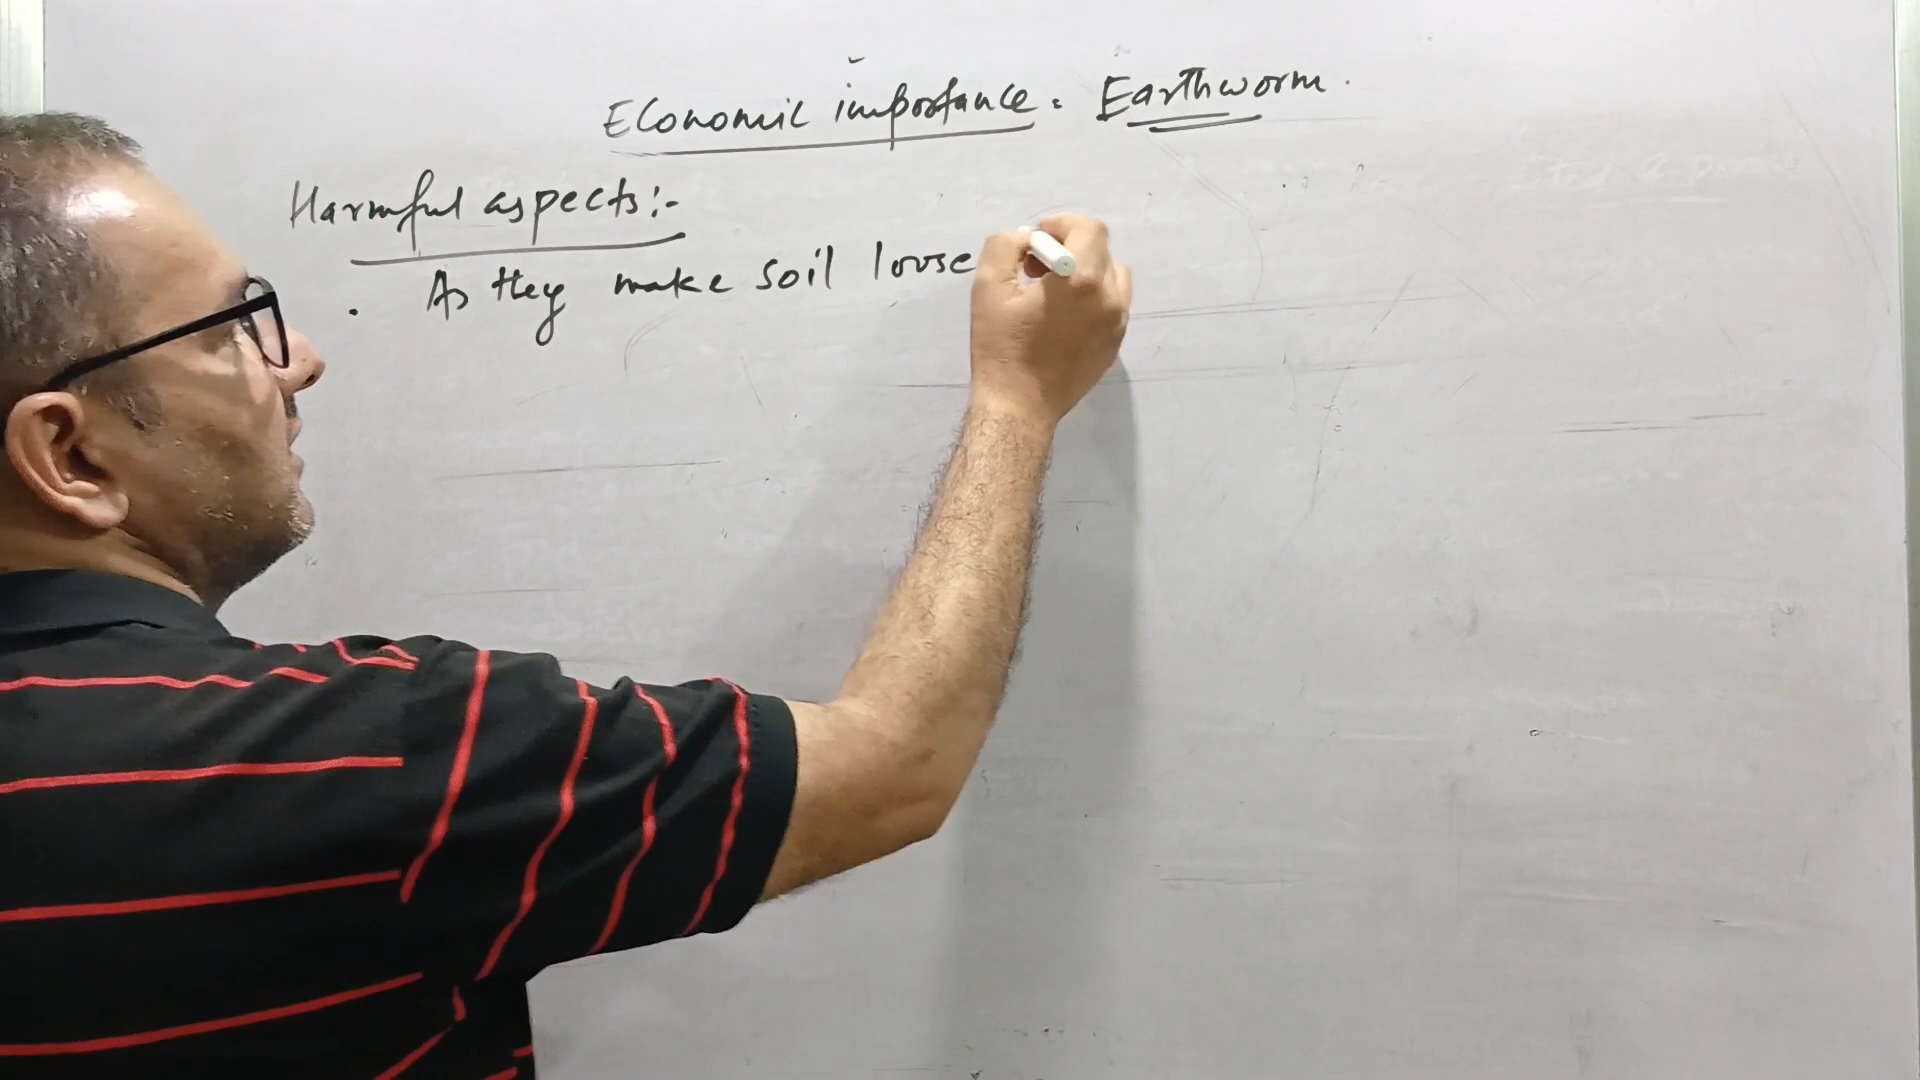 Economic importance : Earthworm.
Harmful aspects :-
. As they make soil loose